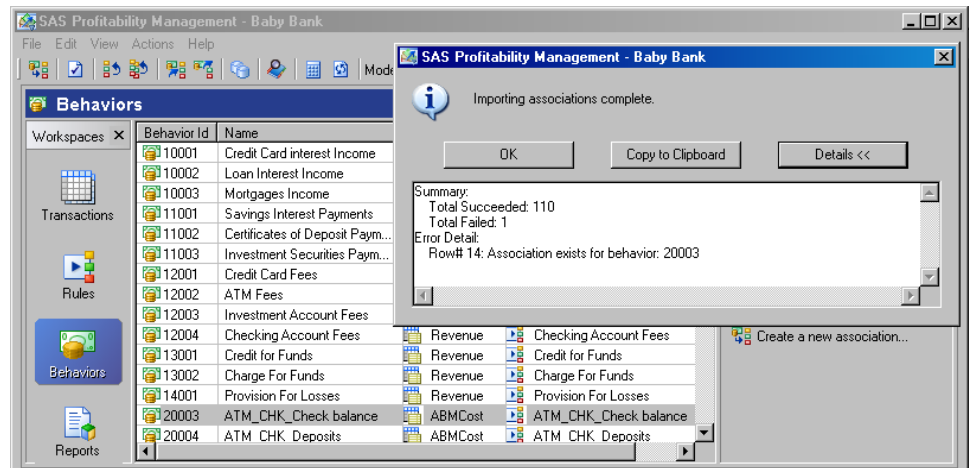 SAS Profitability Management - Baby Bank
File Edit View Actions Help
Mode
SAS Profitability Management - Baby Bank
Importing associations complete.
OK Copy to Clipboard Details <<
Summary:
Total Succeeded: 110
Total Failed: 1
Error Detail:
Row# 14: Association exists for behavior: 20003
Behaviors
Workspaces
Transactions
Rules
Behaviors
Reports
Behavior Id Name
10001 Credit Card interest Income
10002 Loan Interest Income
10003 Mortgages Income
11001 Savings Interest Payments
11002 Certificates of Deposit Paym...
11003 Investment Securities Paym...
12001 Credit Card Fees
12002 ATM Fees
12003 Investment Account Fees
12004 Checking Account Fees Revenue Checking Account Fees
13001 Credit for Funds Revenue Credit for Funds
13002 Charge For Funds Revenue Charge For Funds
14001 Provision For Losses Revenue Provision For Losses
20003 ATM_CHK_Check balance ABMCost ATM_CHK_Check balance
20004 ATM_CHK_Deposits ABMCost ATM_CHK_Deposits
Create a new association...